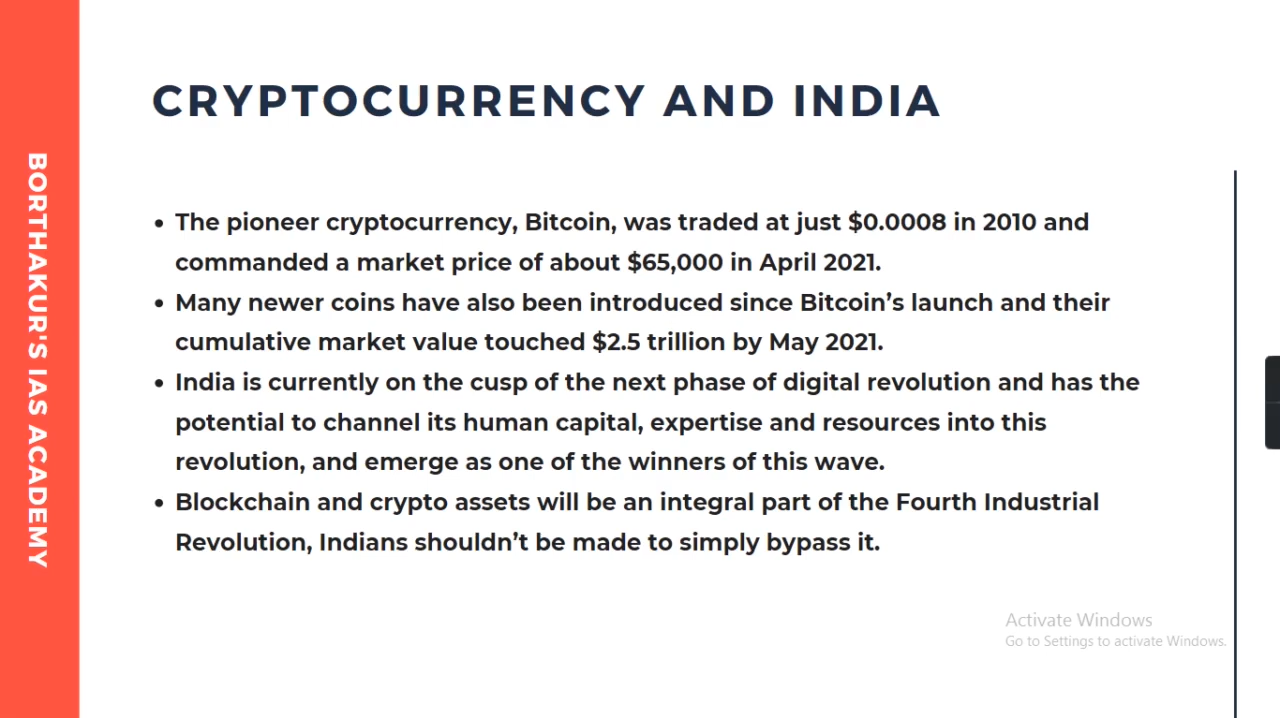 BORTHAKUR'S IAS ACADEMY
CRYPTOCURRENCY AND INDIA
• The pioneer cryptocurrency, Bitcoin, was traded at just $0.0008 in 2010 and
commanded a market price of about $65,000 in April 2021.
• Many newer coins have also been introduced since Bitcoin’s launch and their
cumulative market value touched $2.5 trillion by May 2021.
• India is currently on the cusp of the next phase of digital revolution and has the
potential to channel its human capital, expertise and resources into this
revolution, and emerge as one of the winners of this wave.
• Blockchain and crypto assets will be an integral part of the Fourth Industrial
Revolution, Indians shouldn’t be made to simply bypass it.
Activate Windows
Go to Settings to activate Windows.